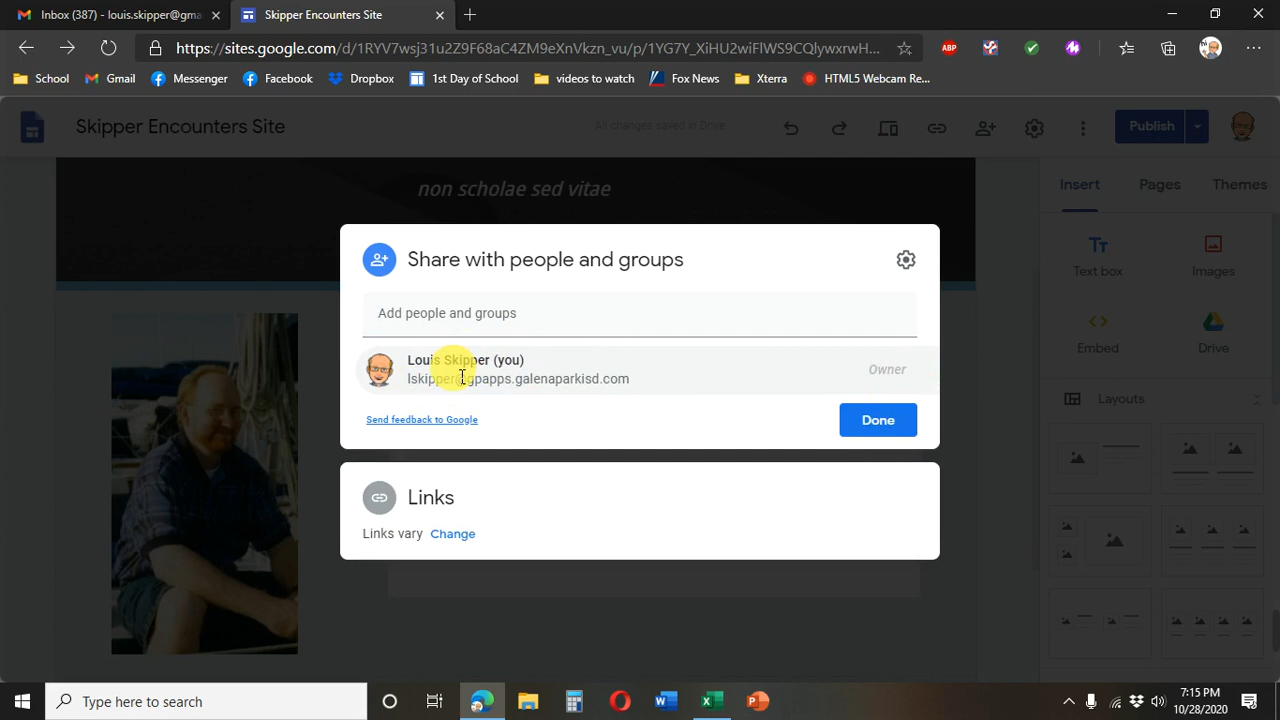 Inbox (387) - louis.skipper@gma
Skipper Encounters Site
https://sites.google.com/d/1RYV7wsj31u2Z9F68aC4ZM9eXnVkzn_vu/p/1YG7Y_XiHU2wiFlWS9CQlywxrwH...
ABP
School
Gmail
Messenger
Facebook
Dropbox
1st Day of School
videos to watch
Fox News
Xterra
HTML5 Webcam Re...
Skipper Encounters Site
All changes saved in Drive
Publish
non scholae sed vitae
Insert
Pages
Themes
Text box
Images
Embed
Drive
Layouts
Share with people and groups
Add people and groups
Louis Skipper (you)
lskipper@gpapps.galenaparkisd.com
Owner
Send feedback to Google
Done
Links
Links vary Change
Type here to search
7:15 PM
10/28/2020